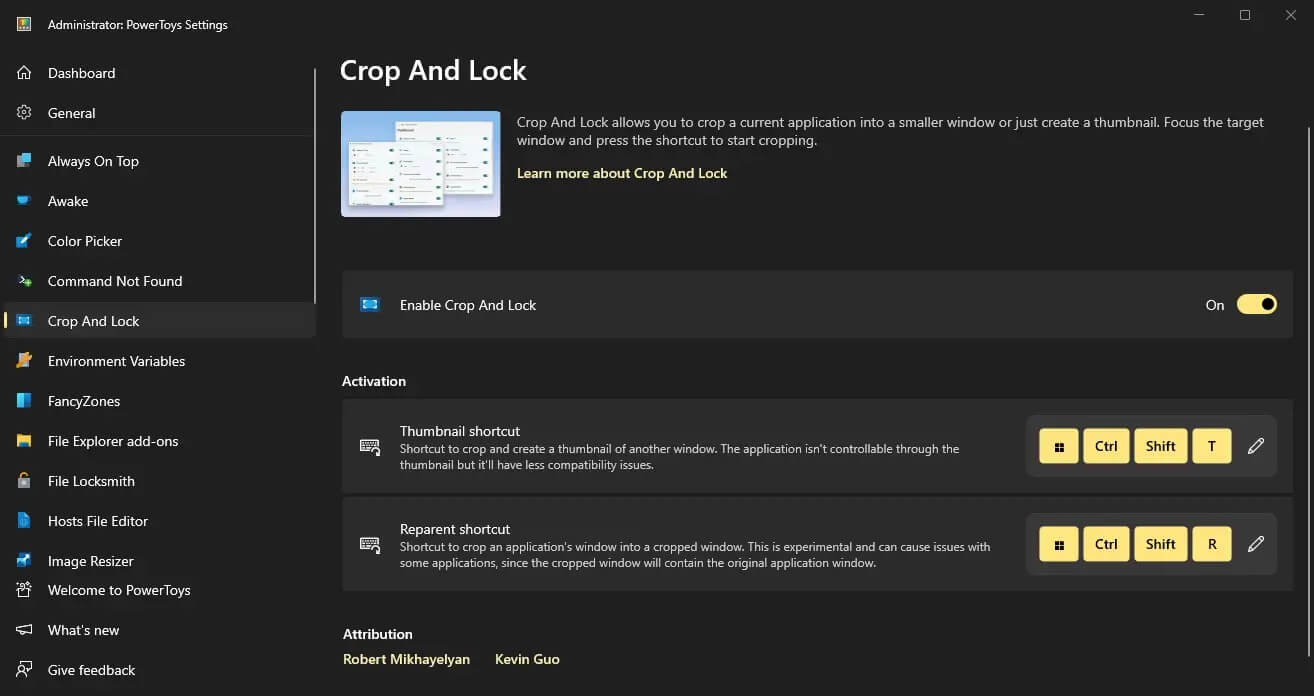 Administrator: PowerToys Settings
Dashboard
General
Always On Top
Awake
Color Picker
Command Not Found
Crop And Lock
Environment Variables
FancyZones
File Explorer add-ons
File Locksmith
Hosts File Editor
Image Resizer
Welcome to PowerToys
What's new
Give feedback
Crop And Lock
Crop And Lock allows you to crop a current application into a smaller window or just create a thumbnail. Focus the target
window and press the shortcut to start cropping.
Learn more about Crop And Lock
Enable Crop And Lock
On
Activation
Thumbnail shortcut
Shortcut to crop and create a thumbnail of another window. The application isn't controllable through the
thumbnail but it'll have less compatibility issues.
Ctrl Shift T
Reparent shortcut
Shortcut to crop an application's window into a cropped window. This is experimental and can cause issues with
some applications, since the cropped window will contain the original application window.
Ctrl Shift R
Attribution
Robert Mikhayelyan Kevin Guo